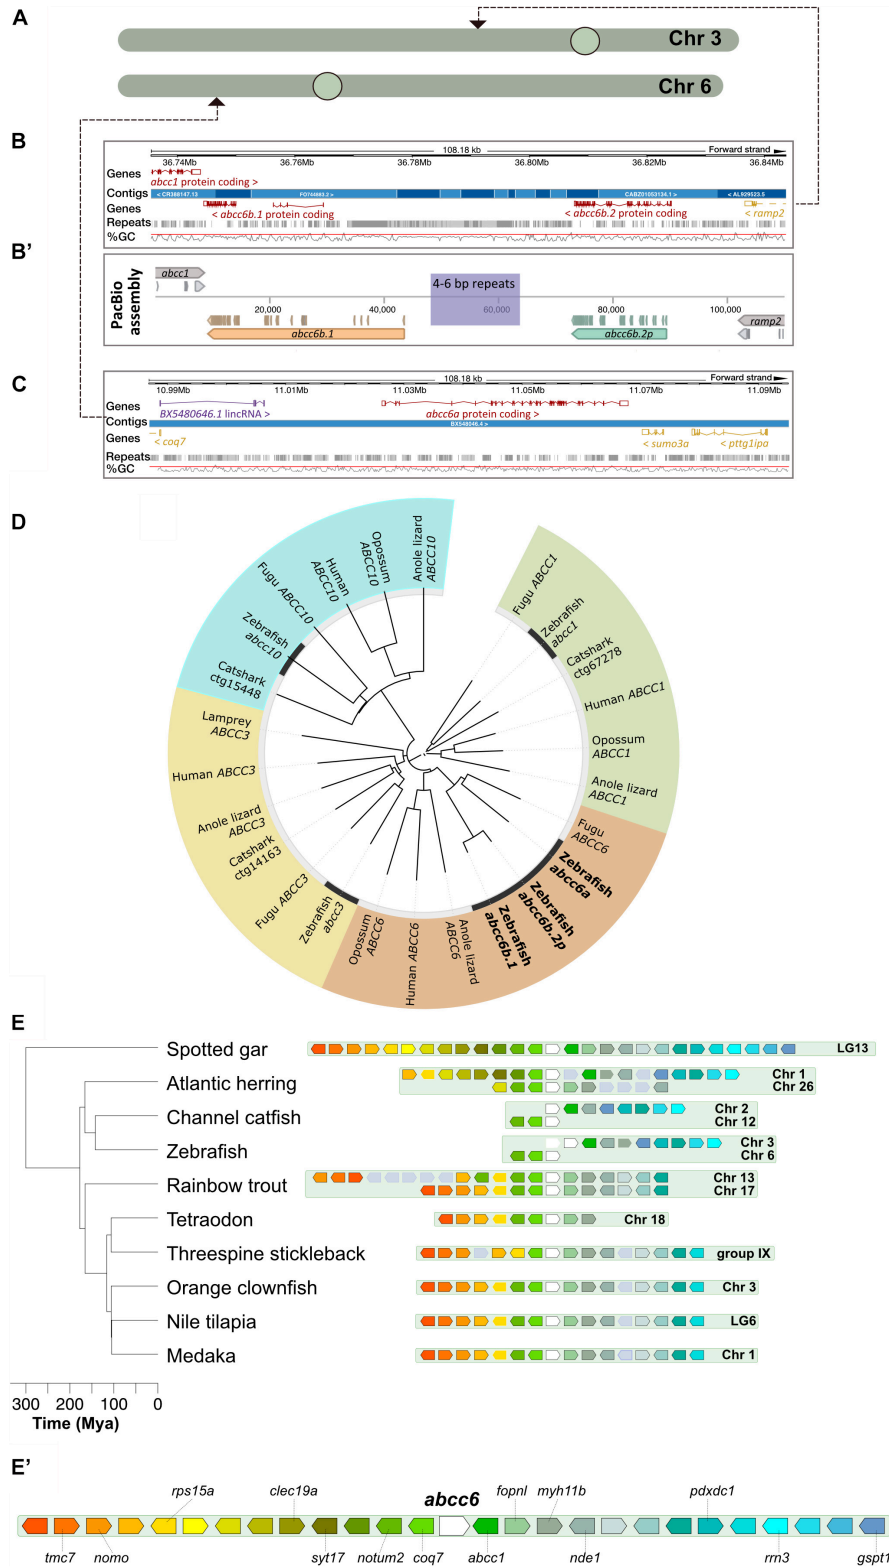 A
Chr 3
Chr 6
B
108.18 kb
Forward strand
36.74Mb 36.76Mb 36.78Mb 36.80Mb 36.82Mb 36.84Mb
Genes
abcc1 protein coding >
Contigs
< CR388147.13 FO744883.2 > CABZ01053134.1 > < AL929523.5
Genes
< abcc6b.1 protein coding < abcc6b.2 protein coding < ramp2
Repeats
%GC
B'
PacBio
assembly
abcc1
4-6 bp repeats
20,000 40,000 60,000 80,000 100,000
abcc6b.1 abcc6b.2p ramp2
C
108.18 kb
Forward strand
10.99Mb 11.01Mb 11.03Mb 11.05Mb 11.07Mb 11.09Mb
Genes
BX5480646.1 lincRNA > abcc6a protein coding >
Contigs
BX548046.4 >
Genes
< coq7 < sumo3a < pttg1ipa
Repeats
%GC
D
Fugu ABCC1
Zebrafish
abcc1
Catshark
ctg67278
Human ABCC1
Opossum
ABCC1
Anole lizard
ABCC1
Fugu
ABCC6
Zebrafish
abcc6a
Zebrafish
abcc6b.2p
Zebrafish
abcc6b.1
Anole lizard
ABCC6
Human ABCC6
Opossum
ABCC6
Zebrafish
abcc3
Fugu ABCC3
Catshark
ctg14163
Anole lizard
ABCC3
Human ABCC3
Lamprey
ABCC3
Catshark
ctg15448
Zebrafish
abcc10
Fugu ABCC10
Human
ABCC10
Opossum
ABCC10
Anole lizard
ABCC10
E
Spotted gar LG13
Atlantic herring Chr 1
Chr 26
Channel catfish Chr 2
Chr 12
Zebrafish Chr 3
Chr 6
Rainbow trout Chr 13
Chr 17
Tetraodon Chr 18
Threespine stickleback group IX
Orange clownfish Chr 3
Nile tilapia LG6
Medaka Chr 1
300 200 100 0
Time (Mya)
E'
rps15a clec19a abcc6 fopnl myh11b pdxdc1
tmc7 nomo syt17 notum2 coq7 abcc1 nde1 rrn3 gspt1